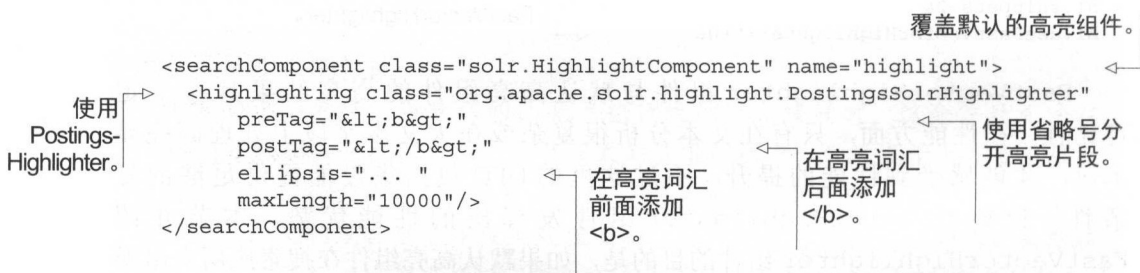 覆盖默认的高亮组件。
<searchComponent class="solr.HighlightComponent" name="highlight">
使用
Postings-
Highlighter。
<highlighting class="org.apache.solr.highlight.PostingsSolrHighlighter"
preTag="&lt;b&gt;"
postTag="&lt;/b&gt;"
ellipsis="... "
maxLength="10000"/>
</searchComponent>
在高亮词汇
前面添加
<b>。
在高亮词汇
后面添加
</b>。
使用省略号分
开高亮片段。